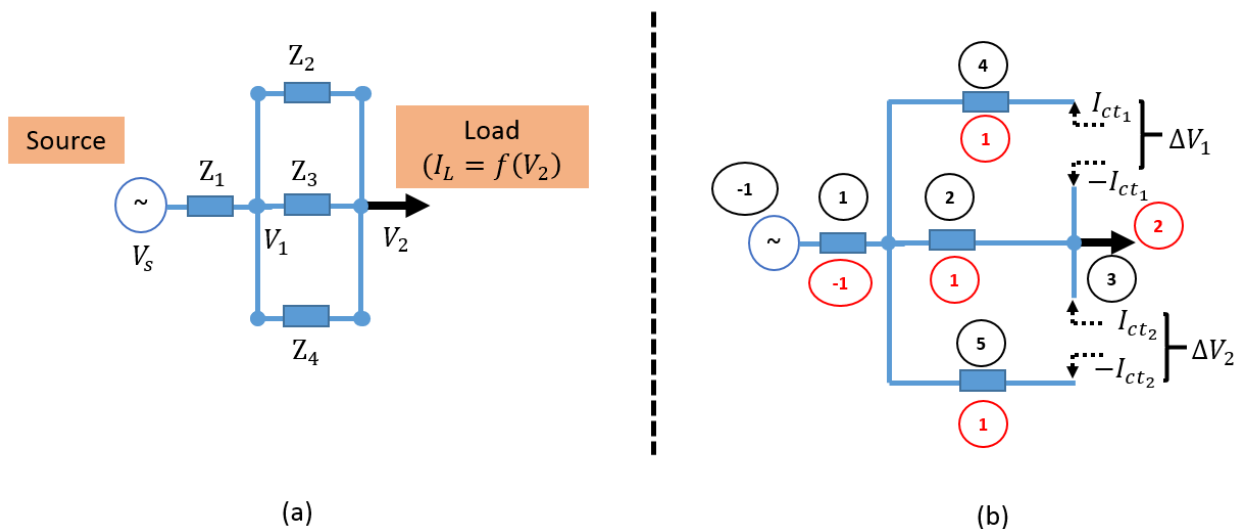 Z₂
Source
Load
(I_L = f(V₂)
Z₁
Z₃
~
V_s
V₁
V₂
Z₄
(a)
4
I_ct₁
1
ΔV₁
-1
1
2
−I_ct₁
2
~
-1
1
3
5
I_ct₂
ΔV₂
−I_ct₂
1
(b)